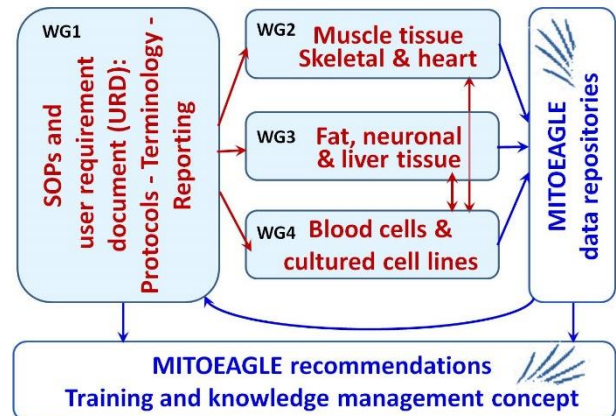 WG1
SOPs and
user requirement
document (URD):
Protocols - Terminology -
Reporting
WG2
Muscle tissue
Skeletal & heart
WG3
Fat, neuronal
& liver tissue
WG4
Blood cells &
cultured cell lines
MITOEAGLE
data repositories
MITOEAGLE recommendations
Training and knowledge management concept